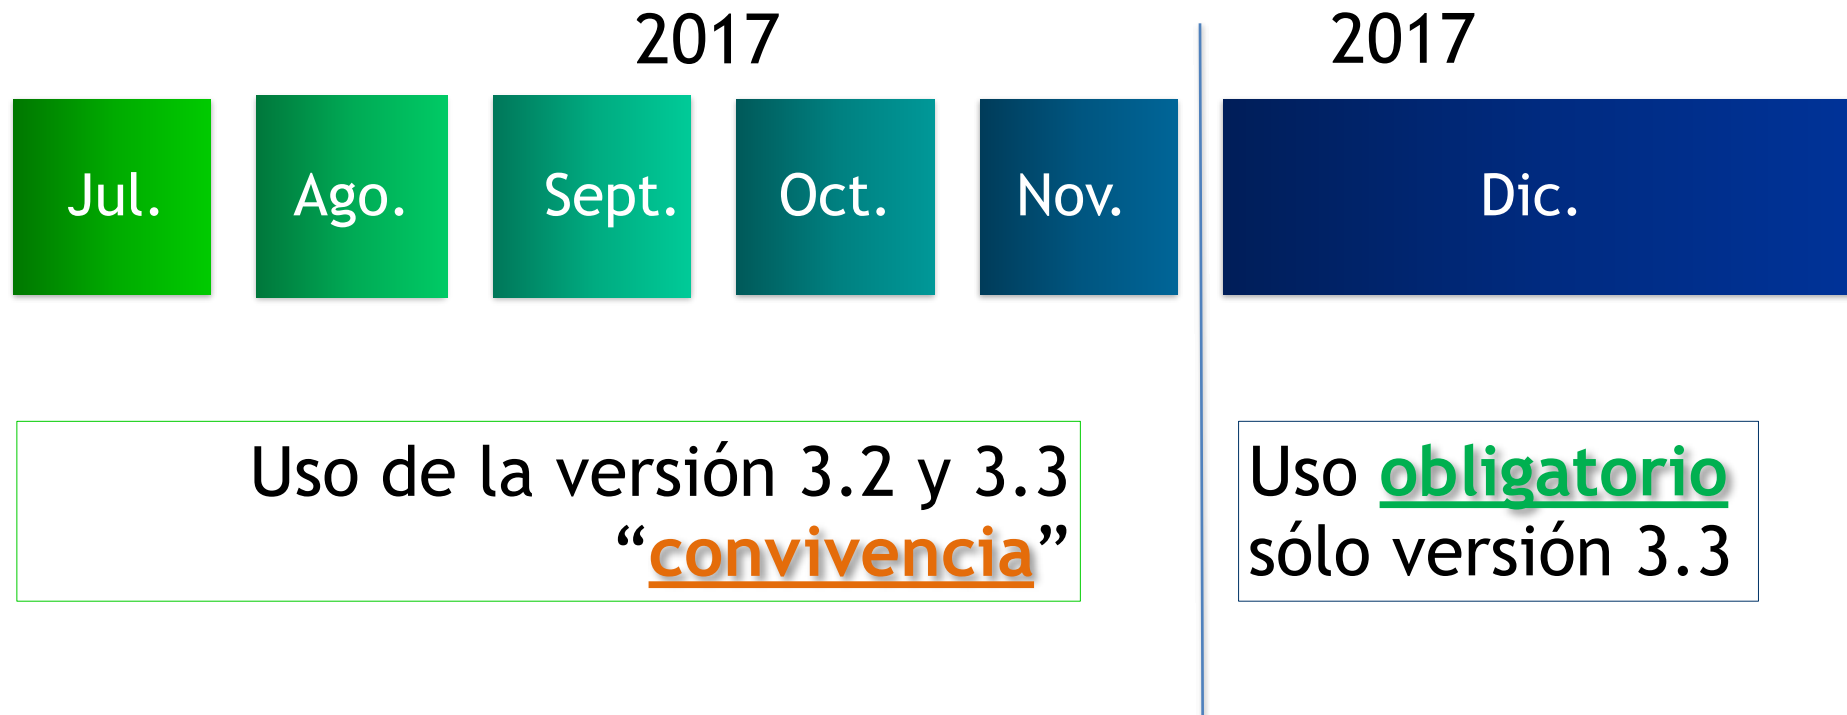 2017
2017
Jul.
Ago.
Sept.
Oct.
Nov.
Dic.
Uso de la versión 3.2 y 3.3
“convivencia”
Uso obligatorio
sólo versión 3.3